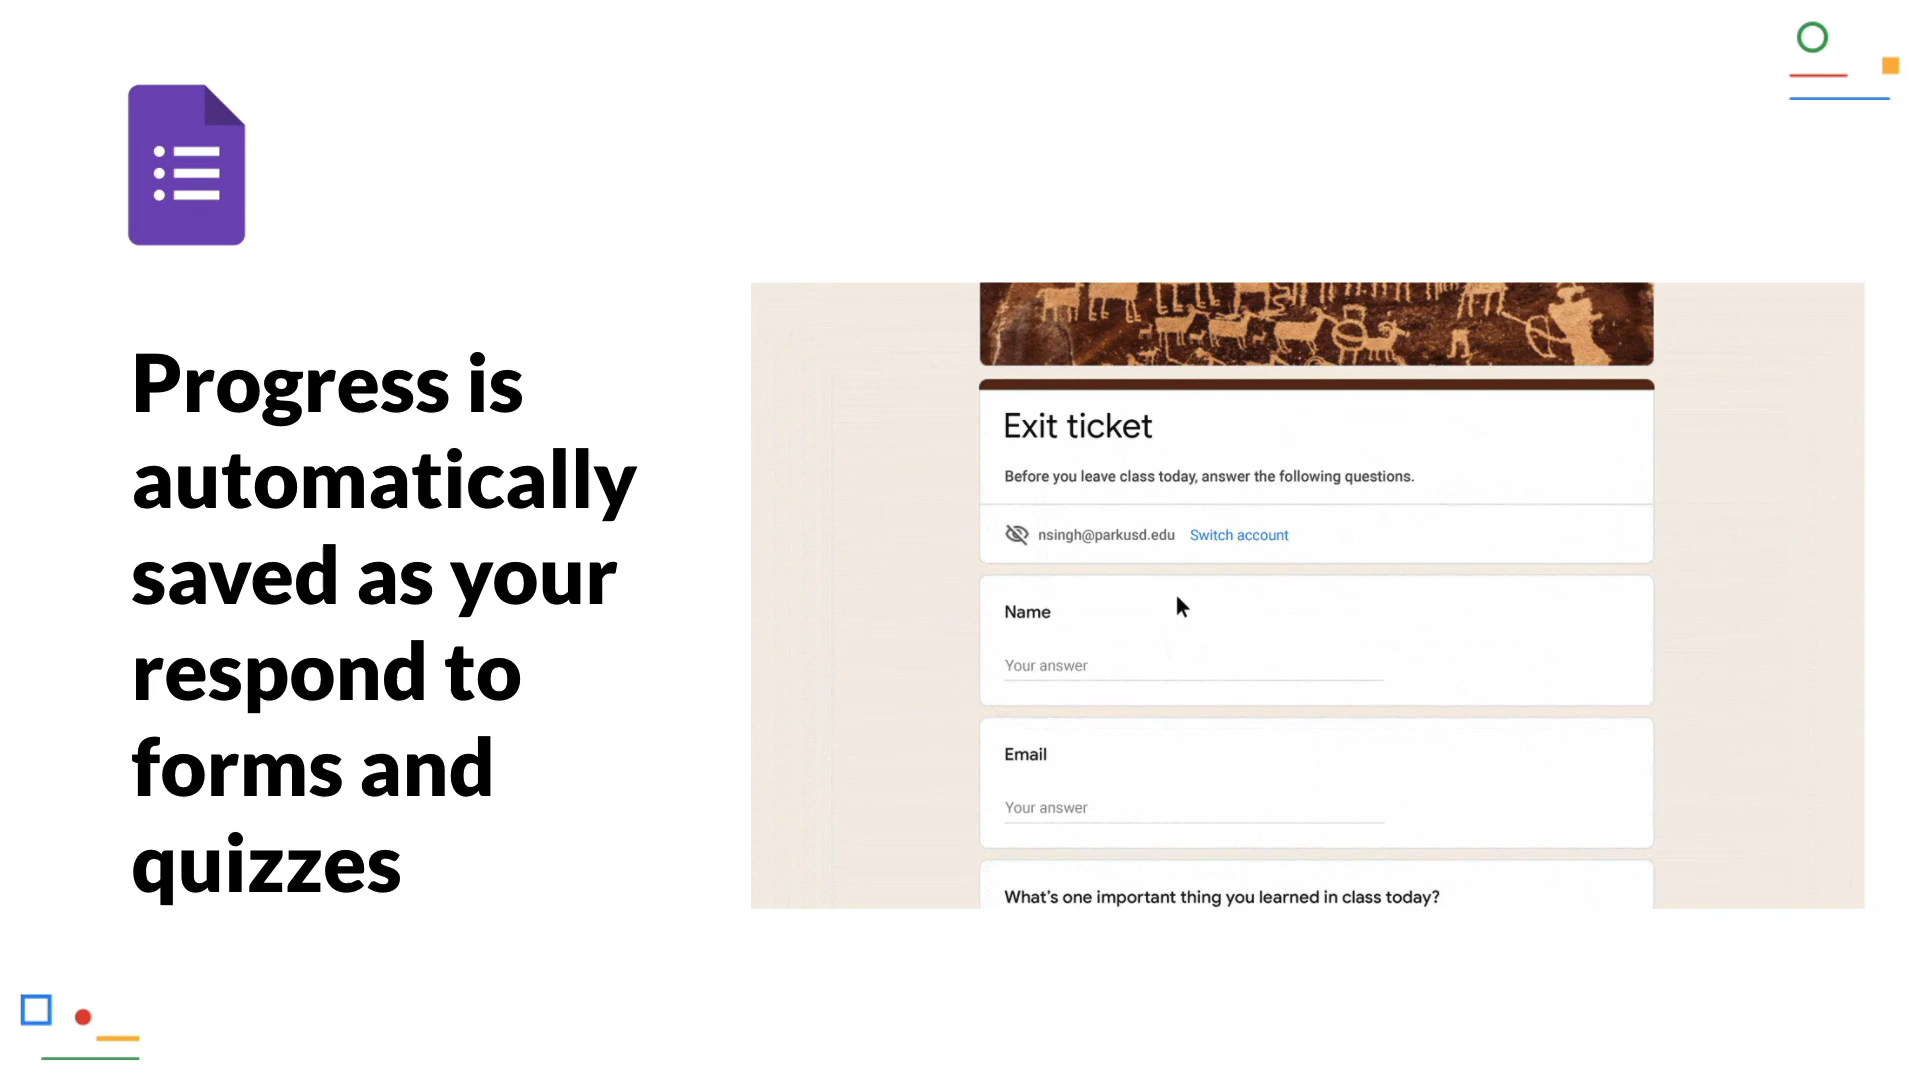 Progress is
automatically
saved as your
respond to
forms and
quizzes
Exit ticket
Before you leave class today, answer the following questions.
nsingh@parkusd.edu Switch account
Name
Your answer
Email
Your answer
What's one important thing you learned in class today?